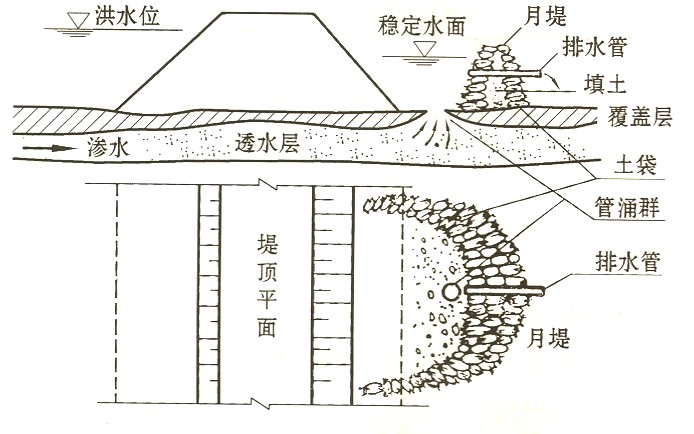 洪水位
稳定水面
月堤
排水管
填土
覆盖层
渗水
透水层
土袋
管涌群
堤顶平面
排水管
月堤